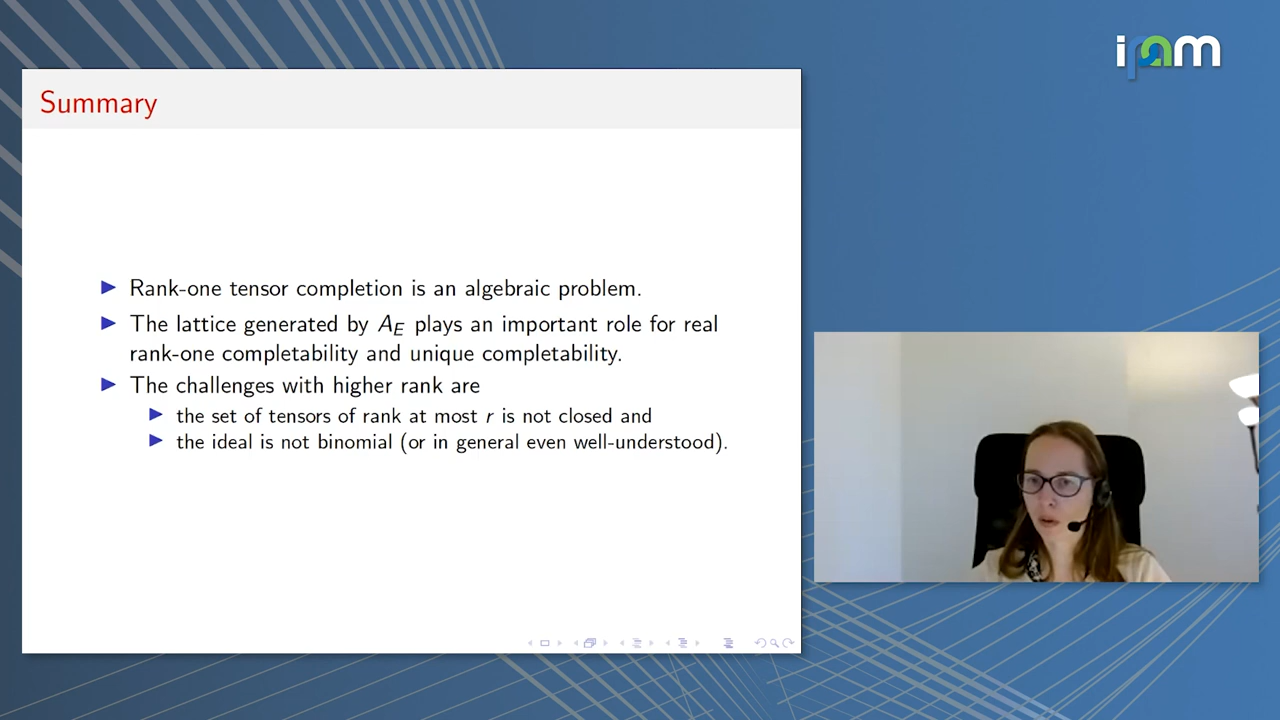 ipam
Summary
Rank-one tensor completion is an algebraic problem.
The lattice generated by A_E plays an important role for real
rank-one completability and unique completability.
The challenges with higher rank are
the set of tensors of rank at most r is not closed and
the ideal is not binomial (or in general even well-understood).